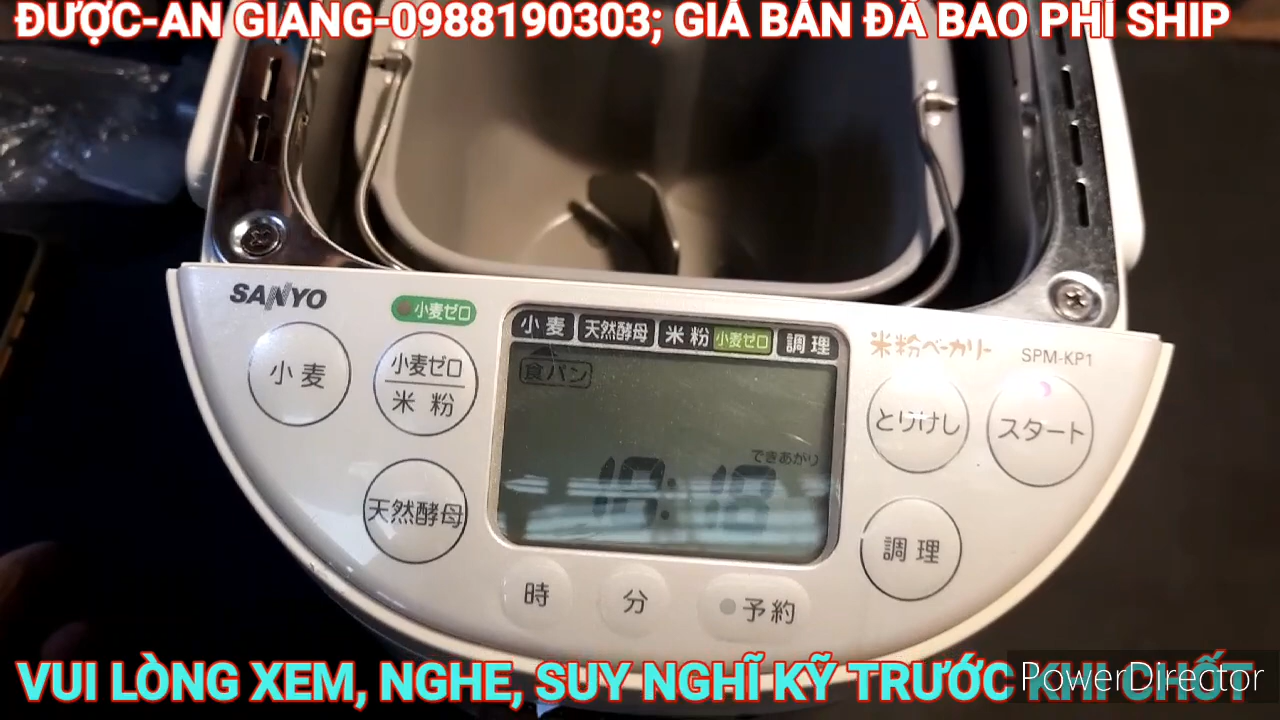 ĐƯỢC-AN GIANG-0988190303; GIÁ BÁN ĐÃ BAO PHÍ SHIP
SANYO
小麦ゼロ
小麦 天然酵母 米粉 小麦ゼロ 調理
米粉ベーカリー SPM-KP1
小麦
小麦ゼロ
米粉
食パン
とりけし
スタート
できあがり
天然酵母
調理
時 分 予約
VUI LÒNG XEM, NGHE, SUY NGHĨ KỸ TRƯỚC KHI CHỐT
PowerDirector